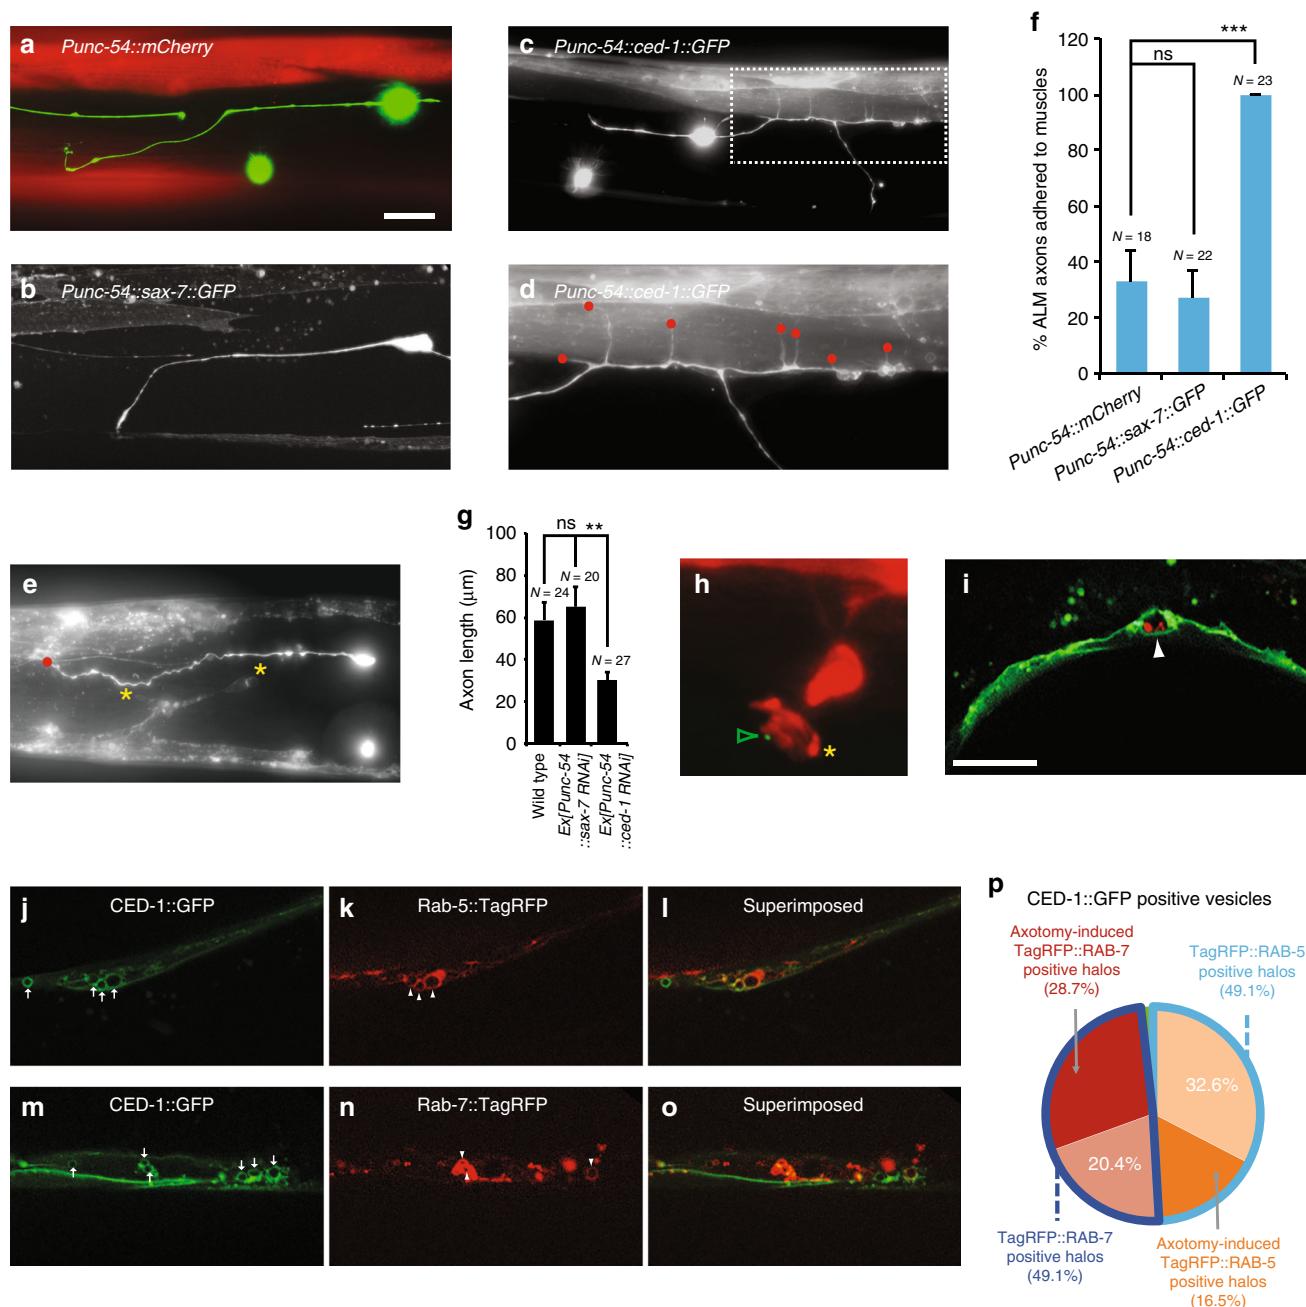 a Punc-54::mCherry
b Punc-54::sax-7::GFP
c Punc-54::ced-1::GFP
d Punc-54::ced-1::GFP
f
120
100
80
60
40
20
0
% ALM axons adhered to muscles
***
ns
N = 18
N = 22
N = 23
Punc-54::mCherry
Punc-54::sax-7::GFP
Punc-54::ced-1::GFP
e
*
*
g
100
80
60
40
20
0
Axon length (μm)
ns **
N = 24
N = 20
N = 27
Wild type
Ex[Punc-54
::sax-7 RNAi]
Ex[Punc-54
::ced-1 RNAi]
h
*
i
j CED-1::GFP
k Rab-5::TagRFP
l Superimposed
m CED-1::GFP
n Rab-7::TagRFP
o Superimposed
p
CED-1::GFP positive vesicles
Axotomy-induced
TagRFP::RAB-7
positive halos
(28.7%)
TagRFP::RAB-5
positive halos
(49.1%)
32.6%
20.4%
TagRFP::RAB-7
positive halos
(49.1%)
Axotomy-induced
TagRFP::RAB-5
positive halos
(16.5%)